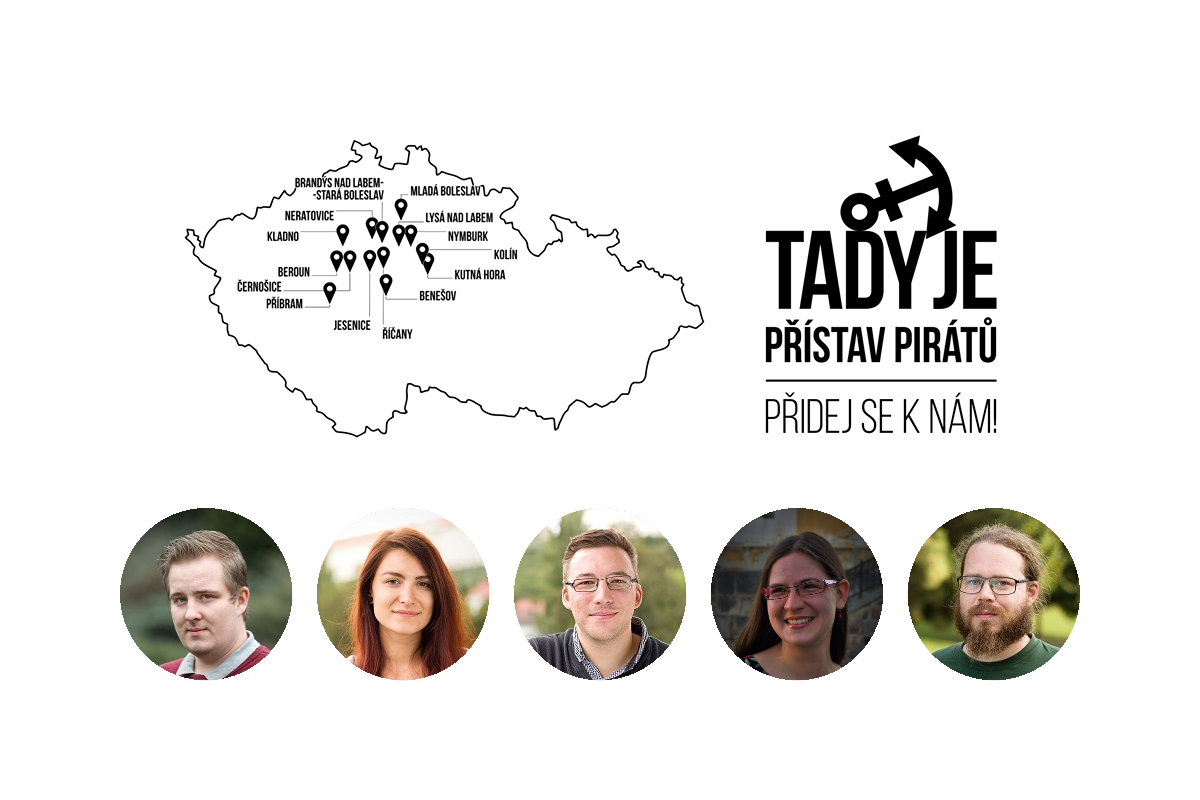 BRANDÝS NAD LABEM-
-STARÁ BOLESLAV
MLADÁ BOLESLAV
NERATOVICE
LYSÁ NAD LABEM
KLADNO
NYMBURK
KOLÍN
BEROUN
KUTNÁ HORA
ČERNOŠICE
BENEŠOV
PŘÍBRAM
JESENICE
ŘÍČANY
TADY JE
PŘÍSTAV PIRÁTŮ
PŘIDEJ SE K NÁM!